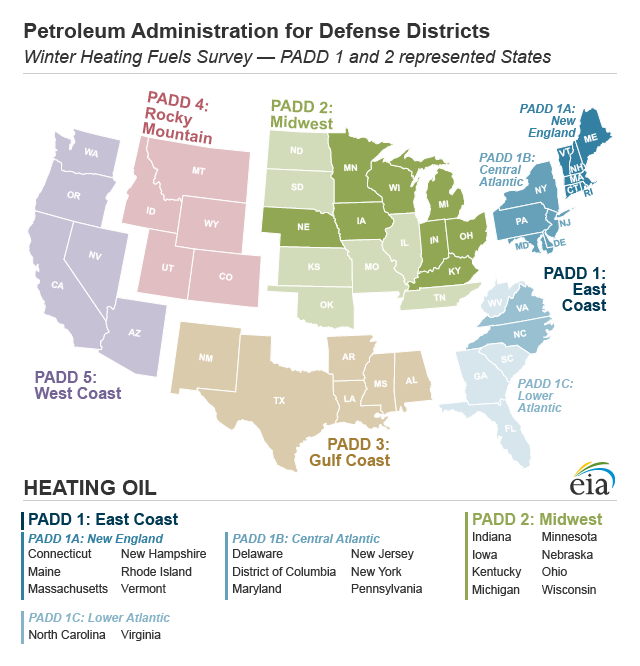 Petroleum Administration for Defense Districts
Winter Heating Fuels Survey — PADD 1 and 2 represented States
PADD 4:
Rocky
Mountain
PADD 2:
Midwest
PADD 1A:
New
England
PADD 1B:
Central
Atlantic
WA
OR
CA
NV
AZ
MT
ID
WY
UT
CO
ND
SD
NE
KS
OK
MN
IA
MO
WI
IL
MI
IN
OH
KY
TN
ME
VT
NH
MA
CT
RI
NY
PA
NJ
MD
DE
PADD 1:
East
Coast
WV
VA
NC
SC
GA
FL
PADD 1C:
Lower
Atlantic
PADD 5:
West Coast
NM
TX
AR
LA
MS
AL
PADD 3:
Gulf Coast
eia
HEATING OIL
PADD 1: East Coast
PADD 1A: New England
Connecticut New Hampshire
Maine Rhode Island
Massachusetts Vermont
PADD 1B: Central Atlantic
Delaware New Jersey
District of Columbia New York
Maryland Pennsylvania
PADD 2: Midwest
Indiana Minnesota
Iowa Nebraska
Kentucky Ohio
Michigan Wisconsin
PADD 1C: Lower Atlantic
North Carolina Virginia